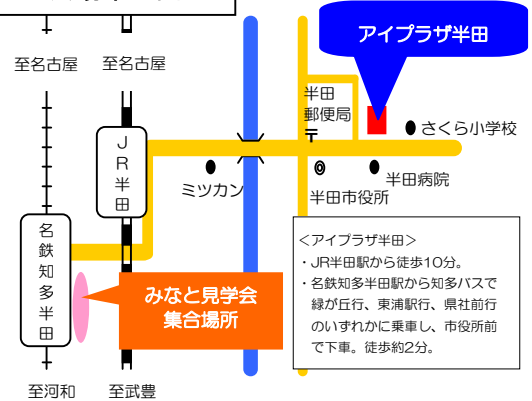 アイプラザ半田
至名古屋
至名古屋
半田
郵便局
〒
さくら小学校
JR半田
ミツカン
半田市役所
半田病院
名鉄知多半田
みなと見学会
集合場所
＜アイプラザ半田＞
・JR半田駅から徒歩10分。
・名鉄知多半田駅から知多バスで
緑が丘行、東浦駅行、県社前行
のいずれかに乗車し、市役所前
で下車。徒歩約2分。
至河和
至武豊